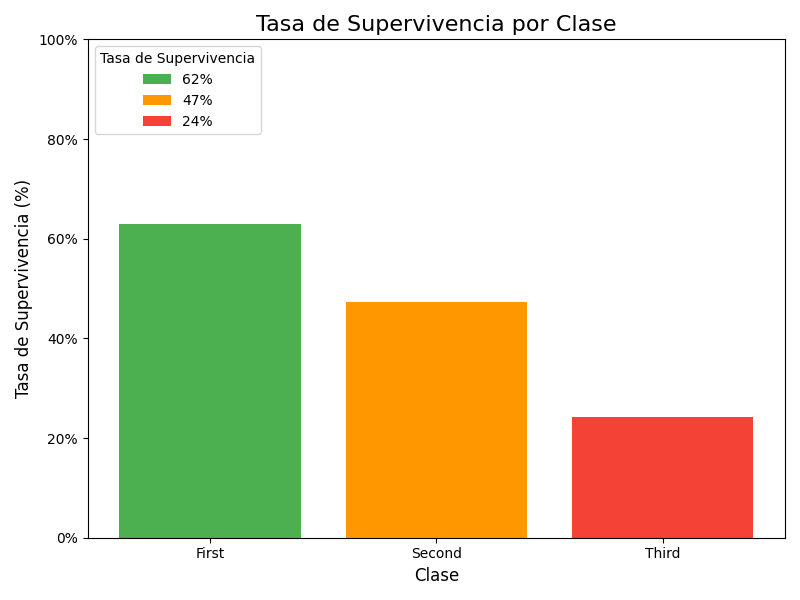 Tasa de Supervivencia por Clase
100%
80%
60%
40%
20%
0%
Tasa de Supervivencia (%)
Tasa de Supervivencia
62%
47%
24%
First
Second
Third
Clase